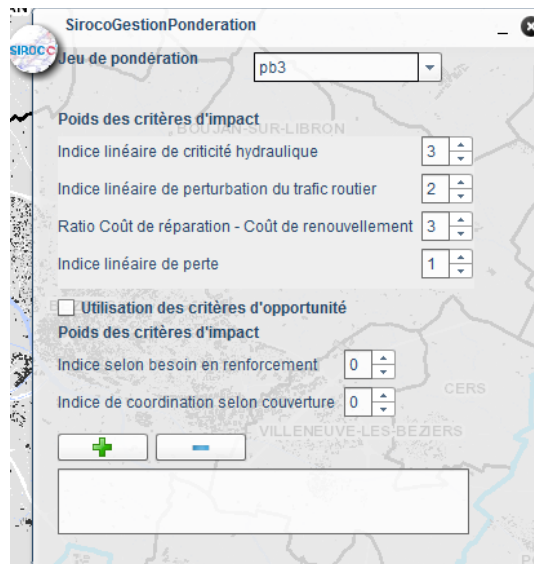 SirocoGestionPonderation
SIROCO
Jeu de pondération
pb3
Poids des critères d'impact
BOUJAN-SUR-LIBRON
Indice linéaire de criticité hydraulique
3
Indice linéaire de perturbation du trafic routier
2
Ratio Coût de réparation - Coût de renouvellement
3
Indice linéaire de perte
1
Utilisation des critères d'opportunité
Poids des critères d'impact
Indice selon besoin en renforcement
0
CERS
Indice de coordination selon couverture
0
VILLENEUVE-LES-BEZIERS